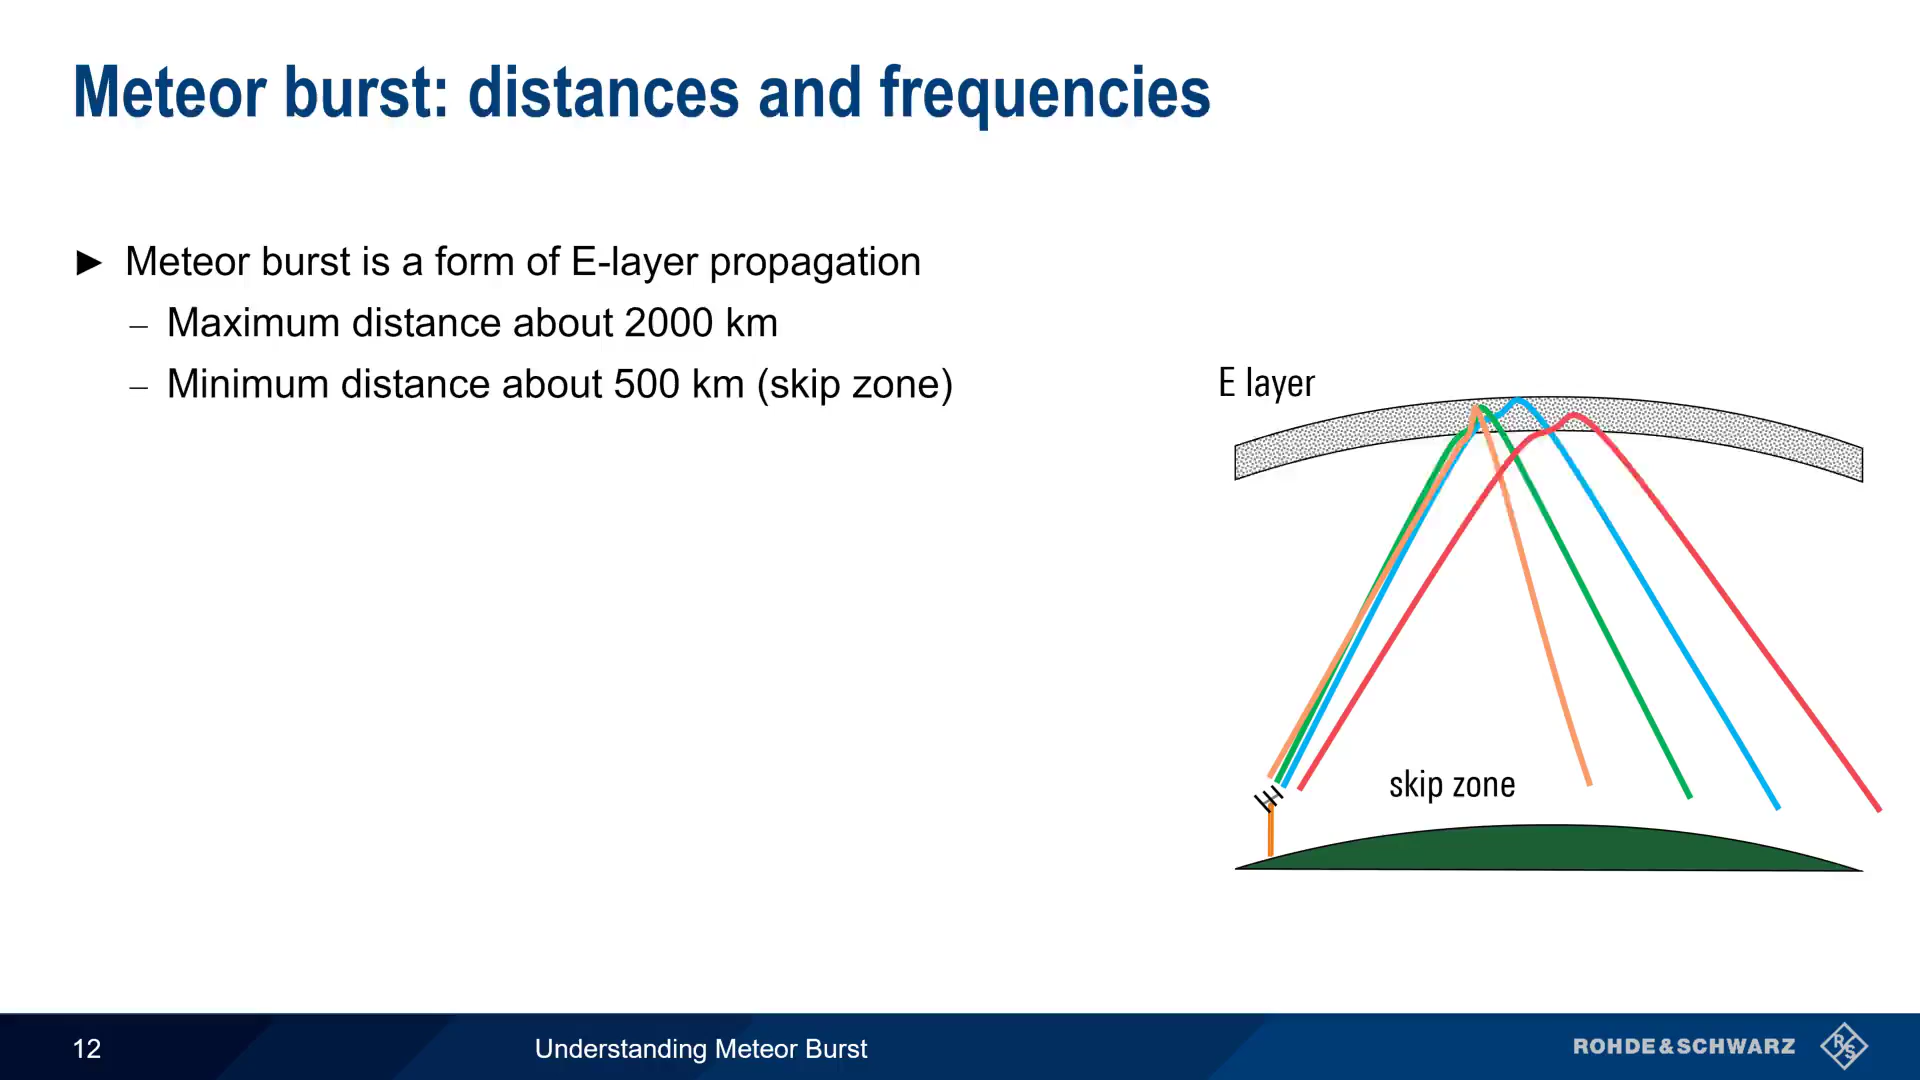 Meteor burst: distances and frequencies
► Meteor burst is a form of E-layer propagation
– Maximum distance about 2000 km
– Minimum distance about 500 km (skip zone)
E layer
skip zone
12
Understanding Meteor Burst
ROHDE&SCHWARZ
R&S